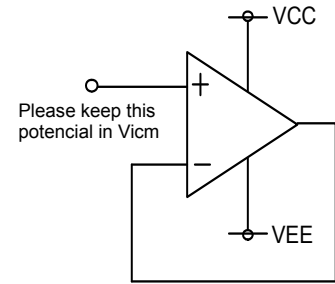 VCC
+
Please keep this
potencial in Vicm
−
VEE